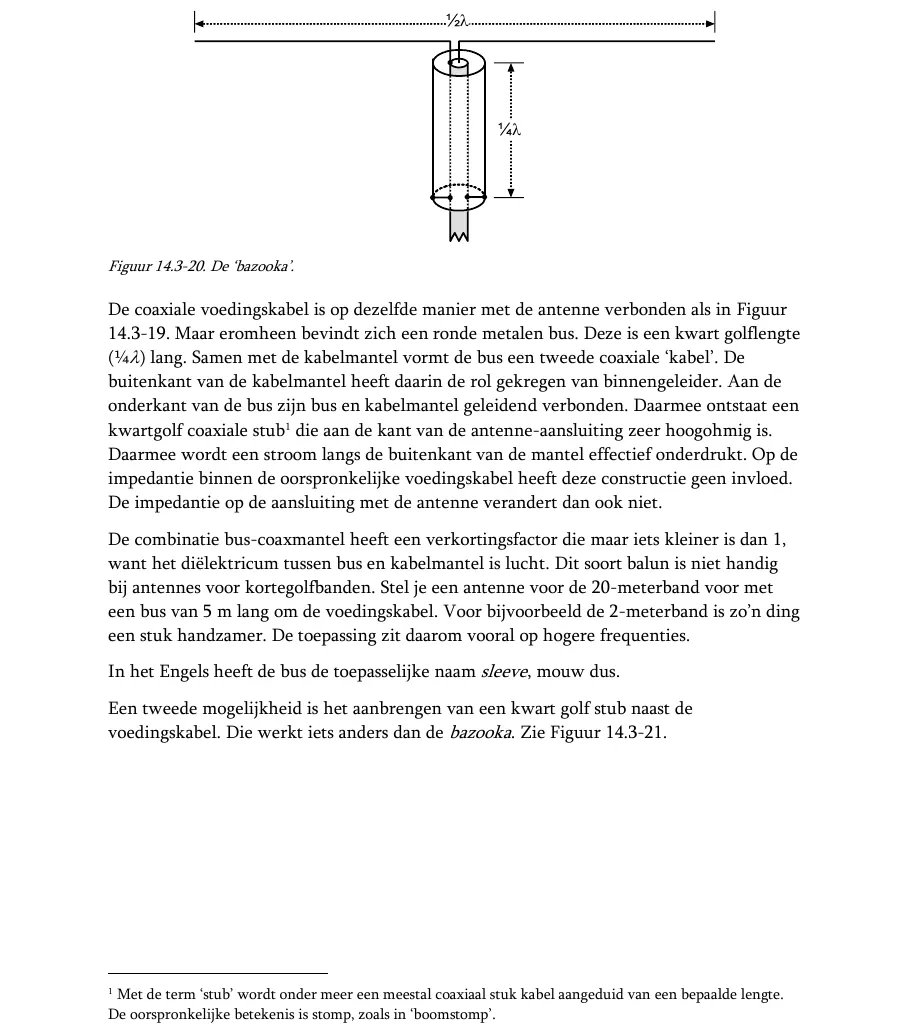 ½λ
¼λ
Figuur 14.3-20. De ‘bazooka’.
De coaxiale voedingskabel is op dezelfde manier met de antenne verbonden als in Figuur
14.3-19. Maar eromheen bevindt zich een ronde metalen bus. Deze is een kwart golflengte
(¼λ) lang. Samen met de kabelmantel vormt de bus een tweede coaxiale ‘kabel’. De
buitenkant van de kabelmantel heeft daarin de rol gekregen van binnengeleider. Aan de
onderkant van de bus zijn bus en kabelmantel geleidend verbonden. Daarmee ontstaat een
kwartgolf coaxiale stub¹ die aan de kant van de antenne-aansluiting zeer hoogohmig is.
Daarmee wordt een stroom langs de buitenkant van de mantel effectief onderdrukt. Op de
impedantie binnen de oorspronkelijke voedingskabel heeft deze constructie geen invloed.
De impedantie op de aansluiting met de antenne verandert dan ook niet.
De combinatie bus-coaxmantel heeft een verkortingsfactor die maar iets kleiner is dan 1,
want het diëlektricum tussen bus en kabelmantel is lucht. Dit soort balun is niet handig
bij antennes voor kortegolfbanden. Stel je een antenne voor de 20-meterband voor met
een bus van 5 m lang om de voedingskabel. Voor bijvoorbeeld de 2-meterband is zo’n ding
een stuk handzamer. De toepassing zit daarom vooral op hogere frequenties.
In het Engels heeft de bus de toepasselijke naam sleeve, mouw dus.
Een tweede mogelijkheid is het aanbrengen van een kwart golf stub naast de
voedingskabel. Die werkt iets anders dan de bazooka. Zie Figuur 14.3-21.
¹ Met de term ‘stub’ wordt onder meer een meestal coaxiaal stuk kabel aangeduid van een bepaalde lengte.
De oorspronkelijke betekenis is stomp, zoals in ‘boomstomp’.